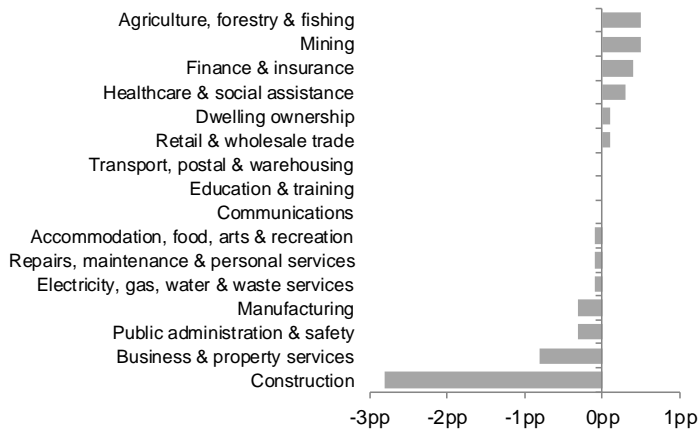 Agriculture, forestry & fishing
Mining
Finance & insurance
Healthcare & social assistance
Dwelling ownership
Retail & wholesale trade
Transport, postal & warehousing
Education & training
Communications
Accommodation, food, arts & recreation
Repairs, maintenance & personal services
Electricity, gas, water & waste services
Manufacturing
Public administration & safety
Business & property services
Construction
-3pp -2pp -1pp 0pp 1pp